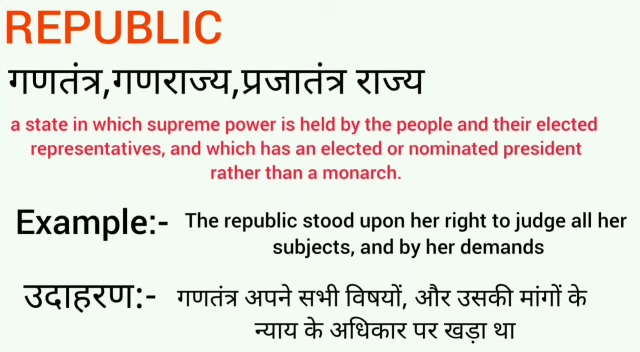 REPUBLIC
गणतंत्र,गणराज्य,प्रजातंत्र राज्य
a state in which supreme power is held by the people and their elected
representatives, and which has an elected or nominated president
rather than a monarch.
Example:- The republic stood upon her right to judge all her
subjects, and by her demands
उदाहरण:- गणतंत्र अपने सभी विषयों, और उसकी मांगों के
न्याय के अधिकार पर खड़ा था